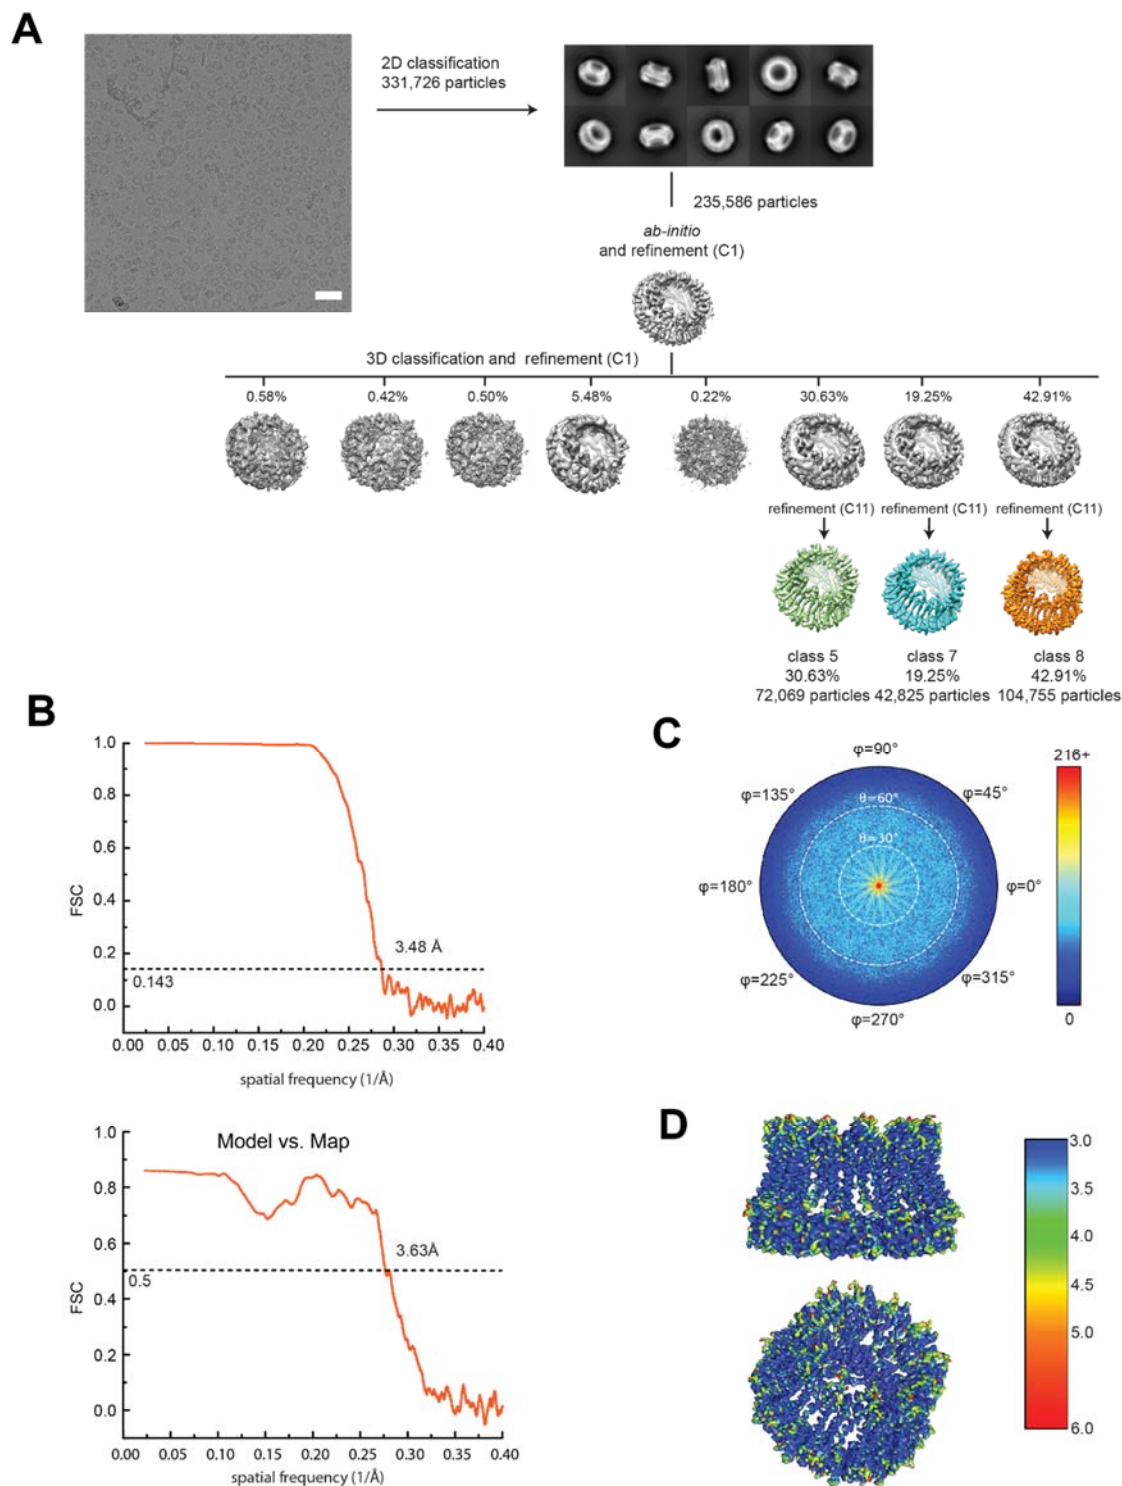 A
2D classification
331,726 particles
235,586 particles
ab-initio
and refinement (C1)
3D classification and refinement (C1)
0.58% 0.42% 0.50% 5.48% 0.22% 30.63% 19.25% 42.91%
refinement (C11) refinement (C11) refinement (C11)
class 5 class 7 class 8
30.63% 19.25% 42.91%
72,069 particles 42,825 particles 104,755 particles
B
1.0
0.8
0.6
0.4
0.2
0.0
FSC
3.48 Å
0.143
0.00 0.05 0.10 0.15 0.20 0.25 0.30 0.35 0.40
spatial frequency (1/Å)
Model vs. Map
1.0
0.8
0.6
0.4
0.2
0.0
FSC
3.63Å
0.5
0.00 0.05 0.10 0.15 0.20 0.25 0.30 0.35 0.40
spatial frequency (1/Å)
C
φ=90°
φ=135° φ=45°
θ=60°
θ=30°
φ=180° φ=0°
φ=225° φ=315°
φ=270°
216+
0
D
3.0
3.5
4.0
4.5
5.0
6.0